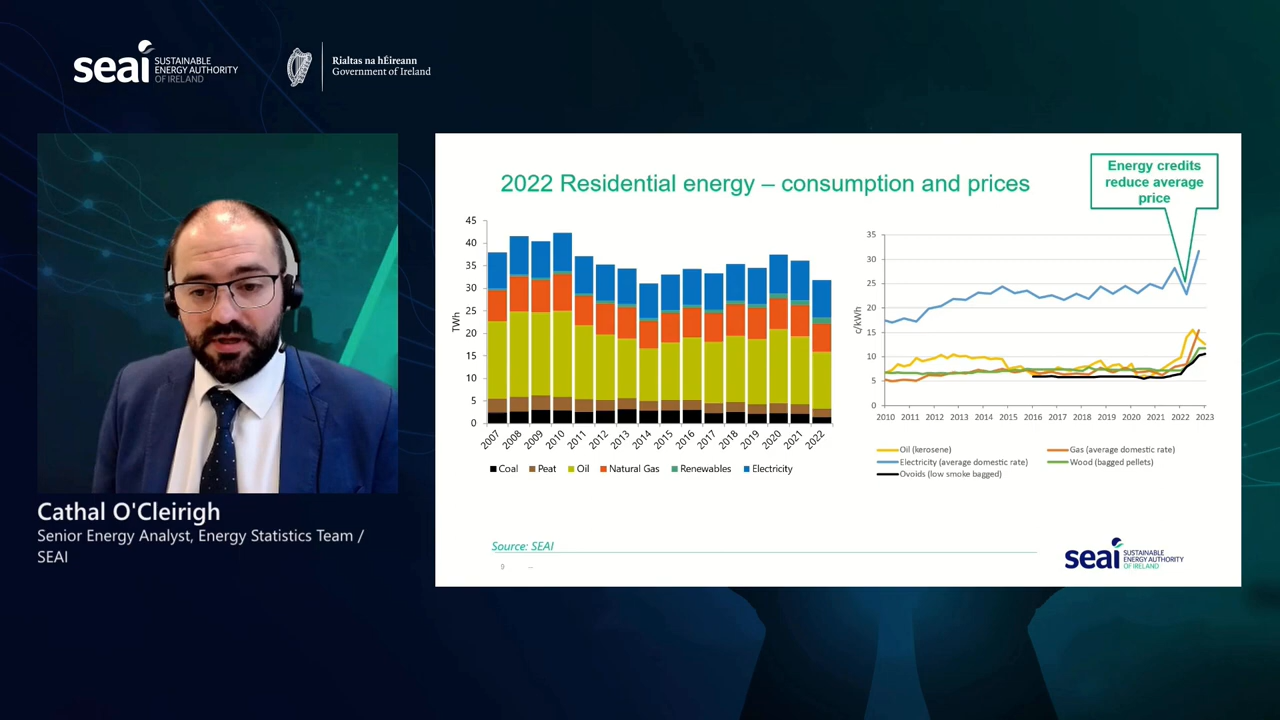 seai SUSTAINABLE
ENERGY AUTHORITY
OF IRELAND
Rialtas na hÉireann
Government of Ireland
Cathal O'Cleirigh
Senior Energy Analyst, Energy Statistics Team /
SEAI
2022 Residential energy – consumption and prices
Energy credits
reduce average
price
TWh
45
40
35
30
25
20
15
10
5
0
2007 2008 2009 2010 2011 2012 2013 2014 2015 2016 2017 2018 2019 2020 2021 2022
Coal Peat Oil Natural Gas Renewables Electricity
c/kWh
35
30
25
20
15
10
5
0
2010 2011 2012 2013 2014 2015 2016 2017 2018 2019 2020 2021 2022 2023
Oil (kerosene) Gas (average domestic rate)
Electricity (average domestic rate) Wood (bagged pellets)
Ovoids (low smoke bagged)
Source: SEAI
9 –
seai SUSTAINABLE
ENERGY AUTHORITY
OF IRELAND